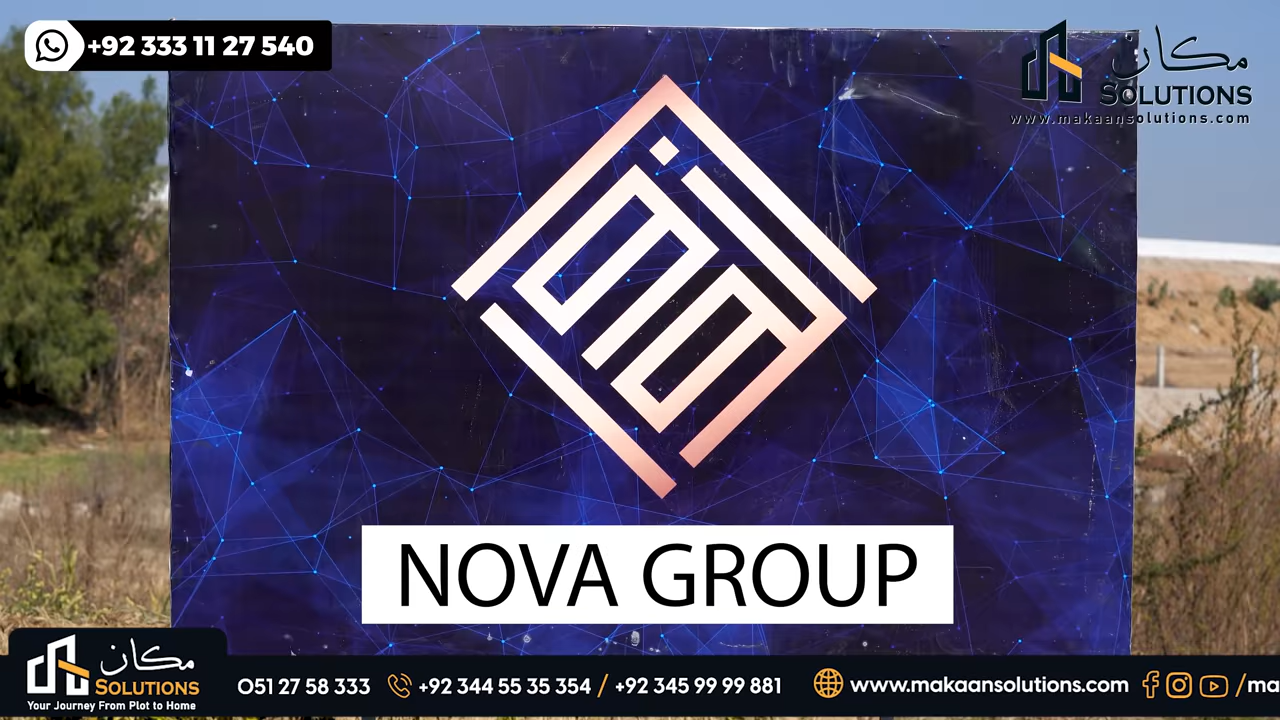 +92 333 11 27 540
مکان
SOLUTIONS
www.makaansolutions.com
NOVA GROUP
مکان
SOLUTIONS
Your Journey From Plot to Home
051 27 58 333
+92 344 55 35 354 / +92 345 99 99 881
www.makaansolutions.com
/ma